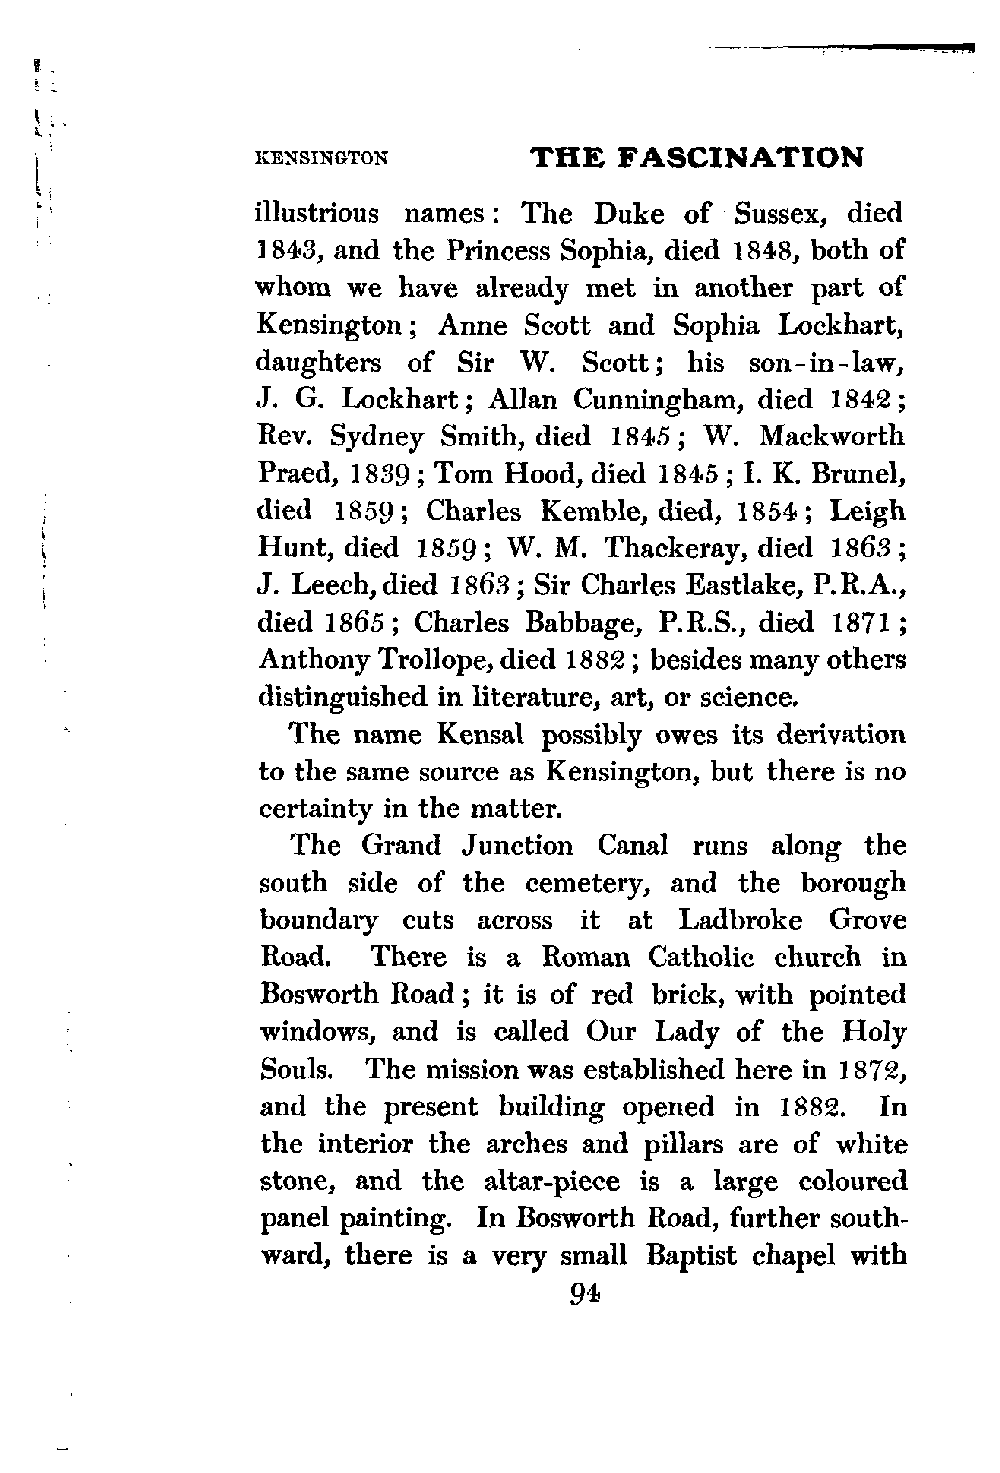 KENSINGTON THE FASCINATION
illustrious names: The Duke of Sussex, died
1843, and the Princess Sophia, died 1848, both of
whom we have already met in another part of
Kensington; Anne Scott and Sophia Lockhart,
daughters of Sir W. Scott; his son-in-law,
J. G. Lockhart; Allan Cunningham, died 1842;
Rev. Sydney Smith, died 1845; W. Mackworth
Praed, 1839; Tom Hood, died 1845; I. K. Brunel,
died 1859; Charles Kemble, died, 1854; Leigh
Hunt, died 1859; W. M. Thackeray, died 1863;
J. Leech, died 1863; Sir Charles Eastlake, P.R.A.,
died 1865; Charles Babbage, P.R.S., died 1871;
Anthony Trollope, died 1882; besides many others
distinguished in literature, art, or science.
The name Kensal possibly owes its derivation
to the same source as Kensington, but there is no
certainty in the matter.
The Grand Junction Canal runs along the
south side of the cemetery, and the borough
boundary cuts across it at Ladbroke Grove
Road. There is a Roman Catholic church in
Bosworth Road; it is of red brick, with pointed
windows, and is called Our Lady of the Holy
Souls. The mission was established here in 1872,
and the present building opened in 1882. In
the interior the arches and pillars are of white
stone, and the altar-piece is a large coloured
panel painting. In Bosworth Road, further south-
ward, there is a very small Baptist chapel with
94